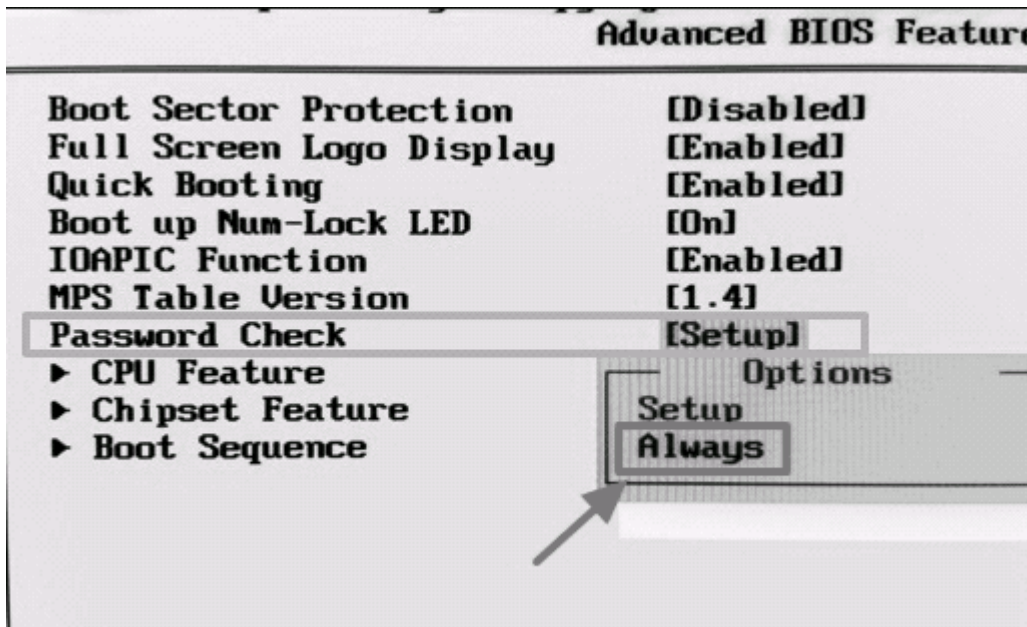 Advanced BIOS Feature
Boot Sector Protection [Disabled]
Full Screen Logo Display [Enabled]
Quick Booting [Enabled]
Boot up Num-Lock LED [On]
IOAPIC Function [Enabled]
MPS Table Version [1.4]
Password Check [Setup]
► CPU Feature
Options
► Chipset Feature
Setup
► Boot Sequence
Always